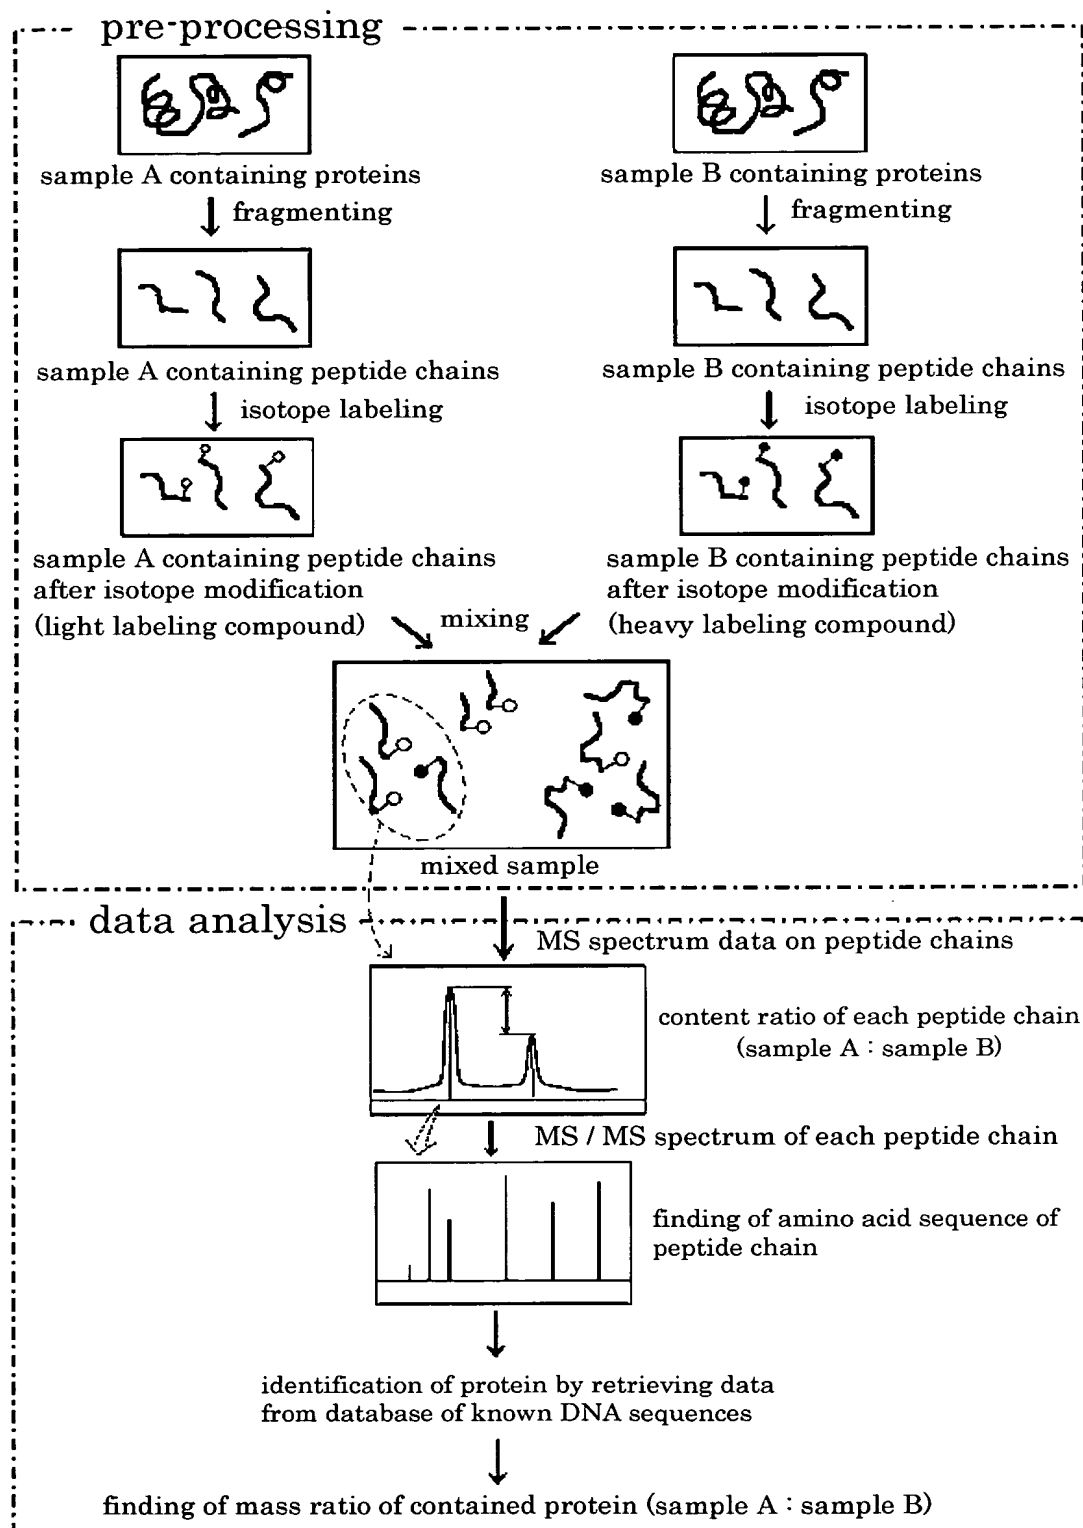 pre-processing
sample A containing proteins
sample B containing proteins
fragmenting
fragmenting
sample A containing peptide chains
sample B containing peptide chains
isotope labeling
isotope labeling
sample A containing peptide chains
after isotope modification
(light labeling compound)
sample B containing peptide chains
after isotope modification
(heavy labeling compound)
mixing
mixed sample
data analysis
MS spectrum data on peptide chains
content ratio of each peptide chain
(sample A : sample B)
MS / MS spectrum of each peptide chain
finding of amino acid sequence of
peptide chain
identification of protein by retrieving data
from database of known DNA sequences
finding of mass ratio of contained protein (sample A : sample B)